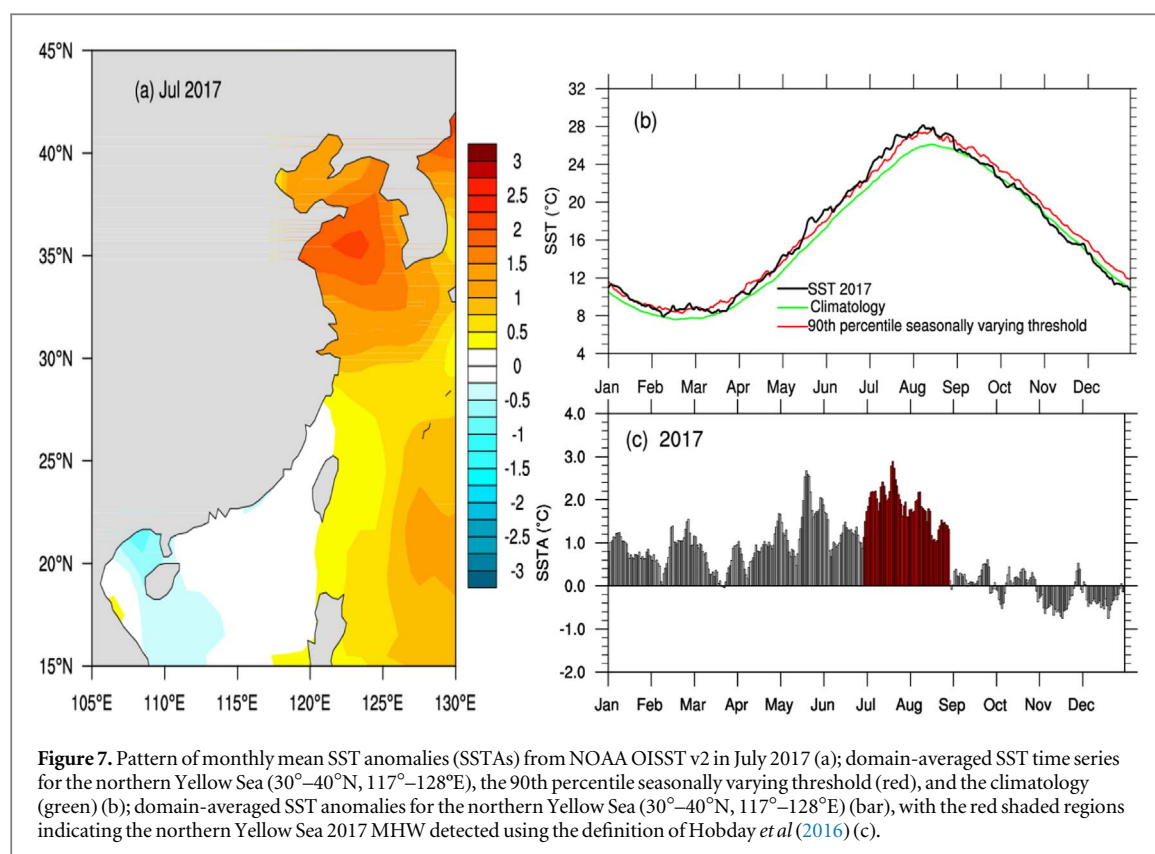 45°N
40°N
35°N
30°N
25°N
20°N
15°N
105°E 110°E 115°E 120°E 125°E 130°E
(a) Jul 2017
3
2.5
2
1.5
1
0.5
0
-0.5
-1
-1.5
-2
-2.5
-3
32
28
24
20
16
12
8
4
SST (°C)
(b)
SST 2017
Climatology
90th percentile seasonally varying threshold
Jan Feb Mar Apr May Jun Jul Aug Sep Oct Nov Dec
4.0
3.0
2.0
1.0
0.0
-1.0
-2.0
SSTA (°C)
(c) 2017
Jan Feb Mar Apr May Jun Jul Aug Sep Oct Nov Dec
Figure 7. Pattern of monthly mean SST anomalies (SSTAs) from NOAA OISST v2 in July 2017 (a); domain-averaged SST time series
for the northern Yellow Sea (30°–40°N, 117°–128°E), the 90th percentile seasonally varying threshold (red), and the climatology
(green) (b); domain-averaged SST anomalies for the northern Yellow Sea (30°–40°N, 117°–128°E) (bar), with the red shaded regions
indicating the northern Yellow Sea 2017 MHW detected using the definition of Hobday et al (2016) (c).